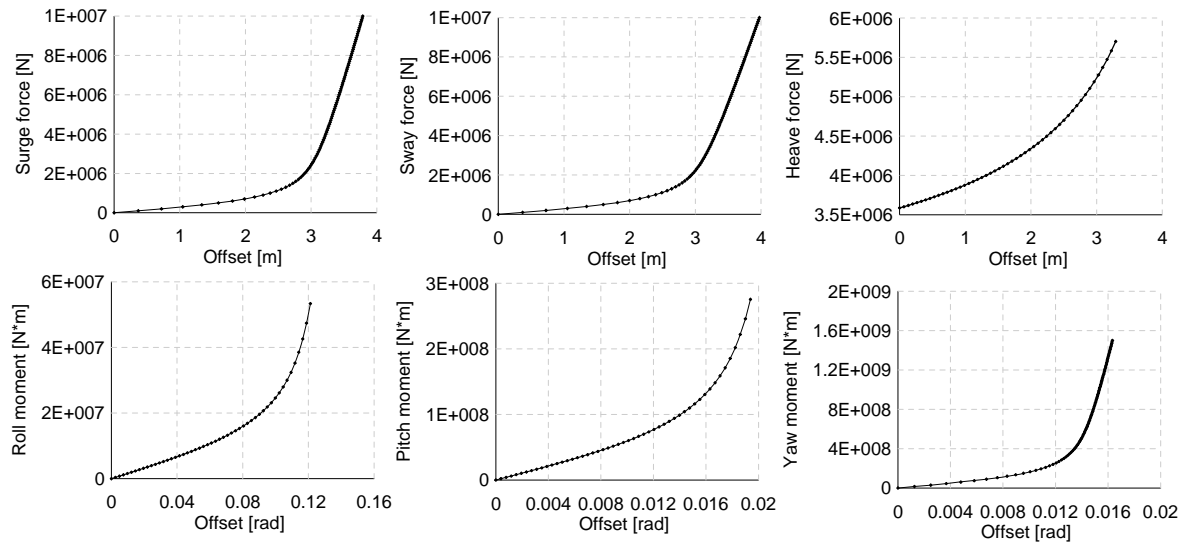 Surge force [N]
1E+007
8E+006
6E+006
4E+006
2E+006
0
0 1 2 3 4
Offset [m]
Sway force [N]
1E+007
8E+006
6E+006
4E+006
2E+006
0
0 1 2 3 4
Offset [m]
Heave force [N]
6E+006
5.5E+006
5E+006
4.5E+006
4E+006
3.5E+006
0 1 2 3 4
Offset [m]
Roll moment [N*m]
6E+007
4E+007
2E+007
0
0 0.04 0.08 0.12 0.16
Offset [rad]
Pitch moment [N*m]
3E+008
2E+008
1E+008
0
0 0.004 0.008 0.012 0.016 0.02
Offset [rad]
Yaw moment [N*m]
2E+009
1.6E+009
1.2E+009
8E+008
4E+008
0
0 0.004 0.008 0.012 0.016 0.02
Offset [rad]